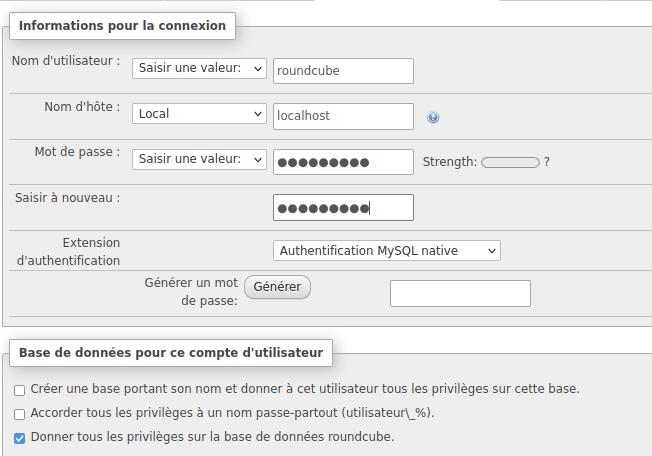 Informations pour la connexion
Nom d'utilisateur : Saisir une valeur: roundcube
Nom d'hôte : Local localhost
Mot de passe : Saisir une valeur: ●●●●●●●●● Strength: ?
Saisir à nouveau : ●●●●●●●●●
Extension
d'authentification Authentification MySQL native
Générer un mot
de passe: Générer
Base de données pour ce compte d'utilisateur
Créer une base portant son nom et donner à cet utilisateur tous les privilèges sur cette base.
Accorder tous les privilèges à un nom passe-partout (utilisateur\_%).
Donner tous les privilèges sur la base de données roundcube.